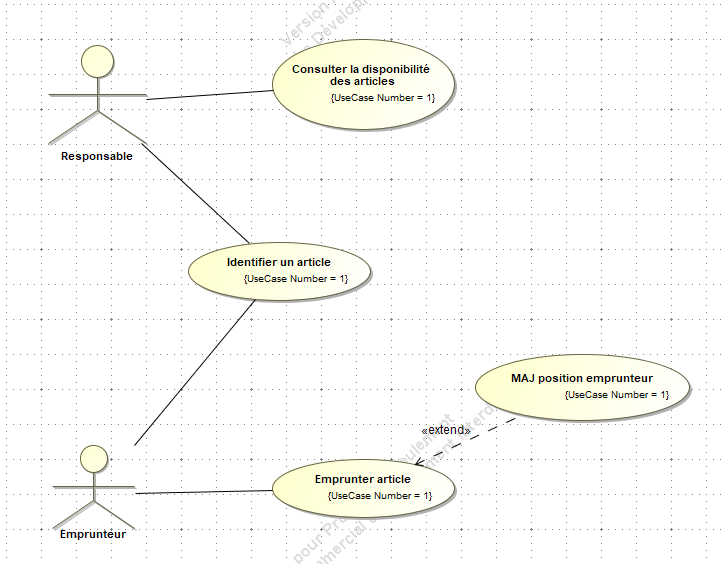 Consulter la disponibilité
des articles
{UseCase Number = 1}
Responsable
Identifier un article
{UseCase Number = 1}
MAJ position emprunteur
{UseCase Number = 1}
«extend»
Emprunter article
{UseCase Number = 1}
Emprunteur
version